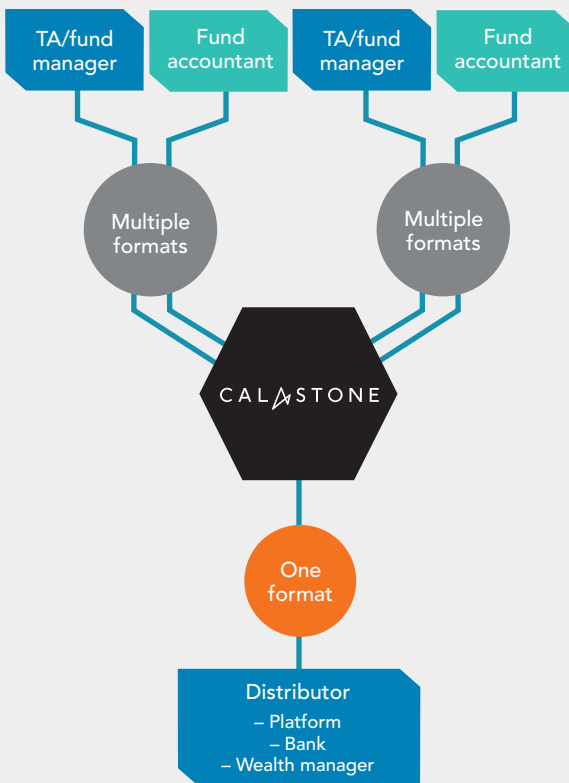 TA/fund
manager
Fund
accountant
TA/fund
manager
Fund
accountant
Multiple
formats
Multiple
formats
CALASTONE
One
format
Distributor
– Platform
– Bank
– Wealth manager